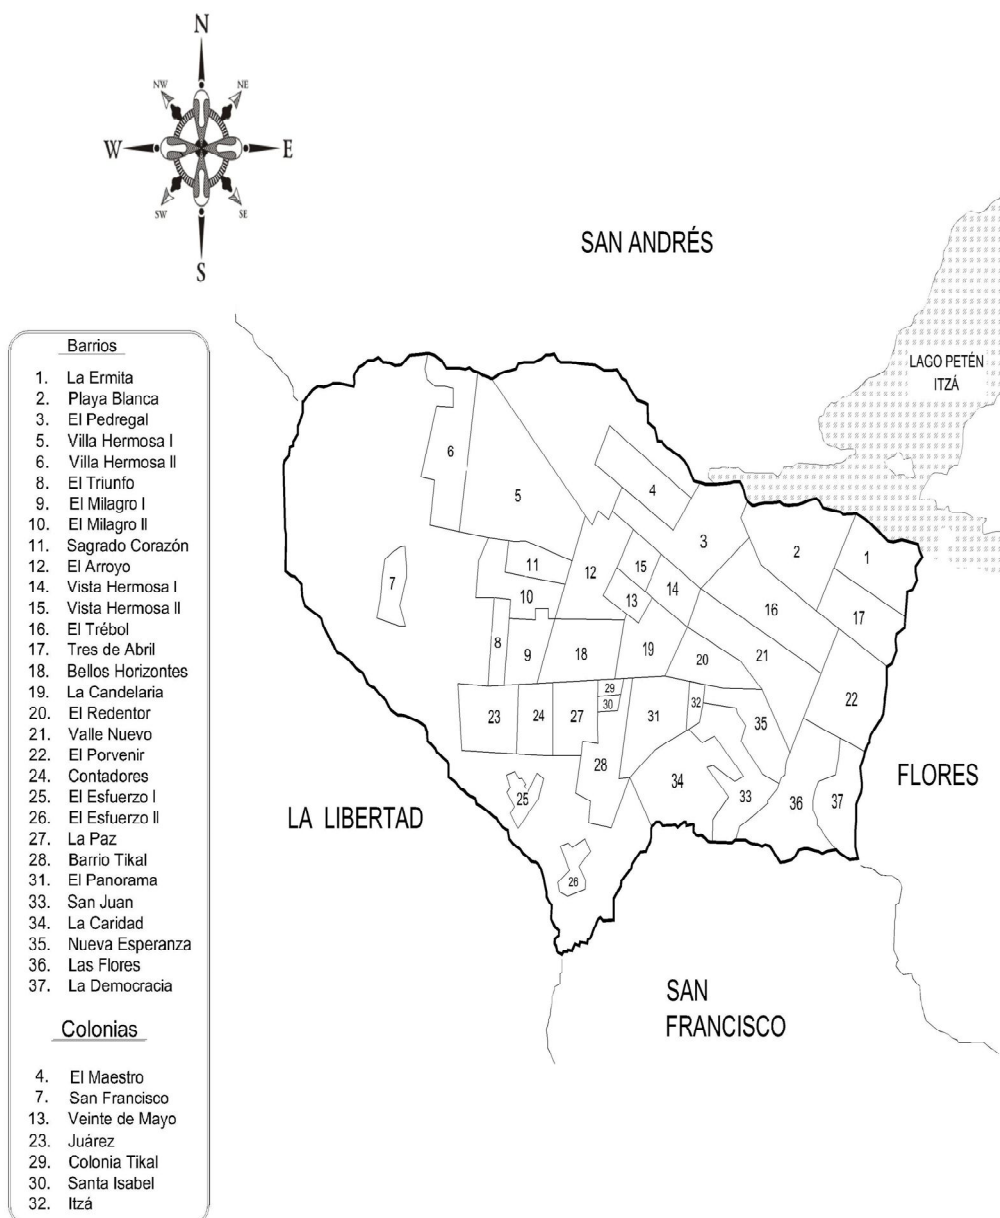 N
NW NE
W E
SW SE
S
SAN ANDRÉS
LAGO PETÉN
ITZÁ
Barrios
1. La Ermita
2. Playa Blanca
3. El Pedregal
5. Villa Hermosa I
6. Villa Hermosa II
8. El Triunfo
9. El Milagro I
10. El Milagro II
11. Sagrado Corazón
12. El Arroyo
14. Vista Hermosa I
15. Vista Hermosa II
16. El Trébol
17. Tres de Abril
18. Bellos Horizontes
19. La Candelaria
20. El Redentor
21. Valle Nuevo
22. El Porvenir
24. Contadores
25. El Esfuerzo I
26. El Esfuerzo II
27. La Paz
28. Barrio Tikal
31. El Panorama
33. San Juan
34. La Caridad
35. Nueva Esperanza
36. Las Flores
37. La Democracia
Colonias
4. El Maestro
7. San Francisco
13. Veinte de Mayo
23. Juárez
29. Colonia Tikal
30. Santa Isabel
32. Itzá
6
5
4
3
2
1
11
12
15
14
7
10
13
16
17
8
9
18
19
20
21
22
29
30
32
23
24
27
31
35
28
34
33
36
37
25
26
LA LIBERTAD
FLORES
SAN
FRANCISCO